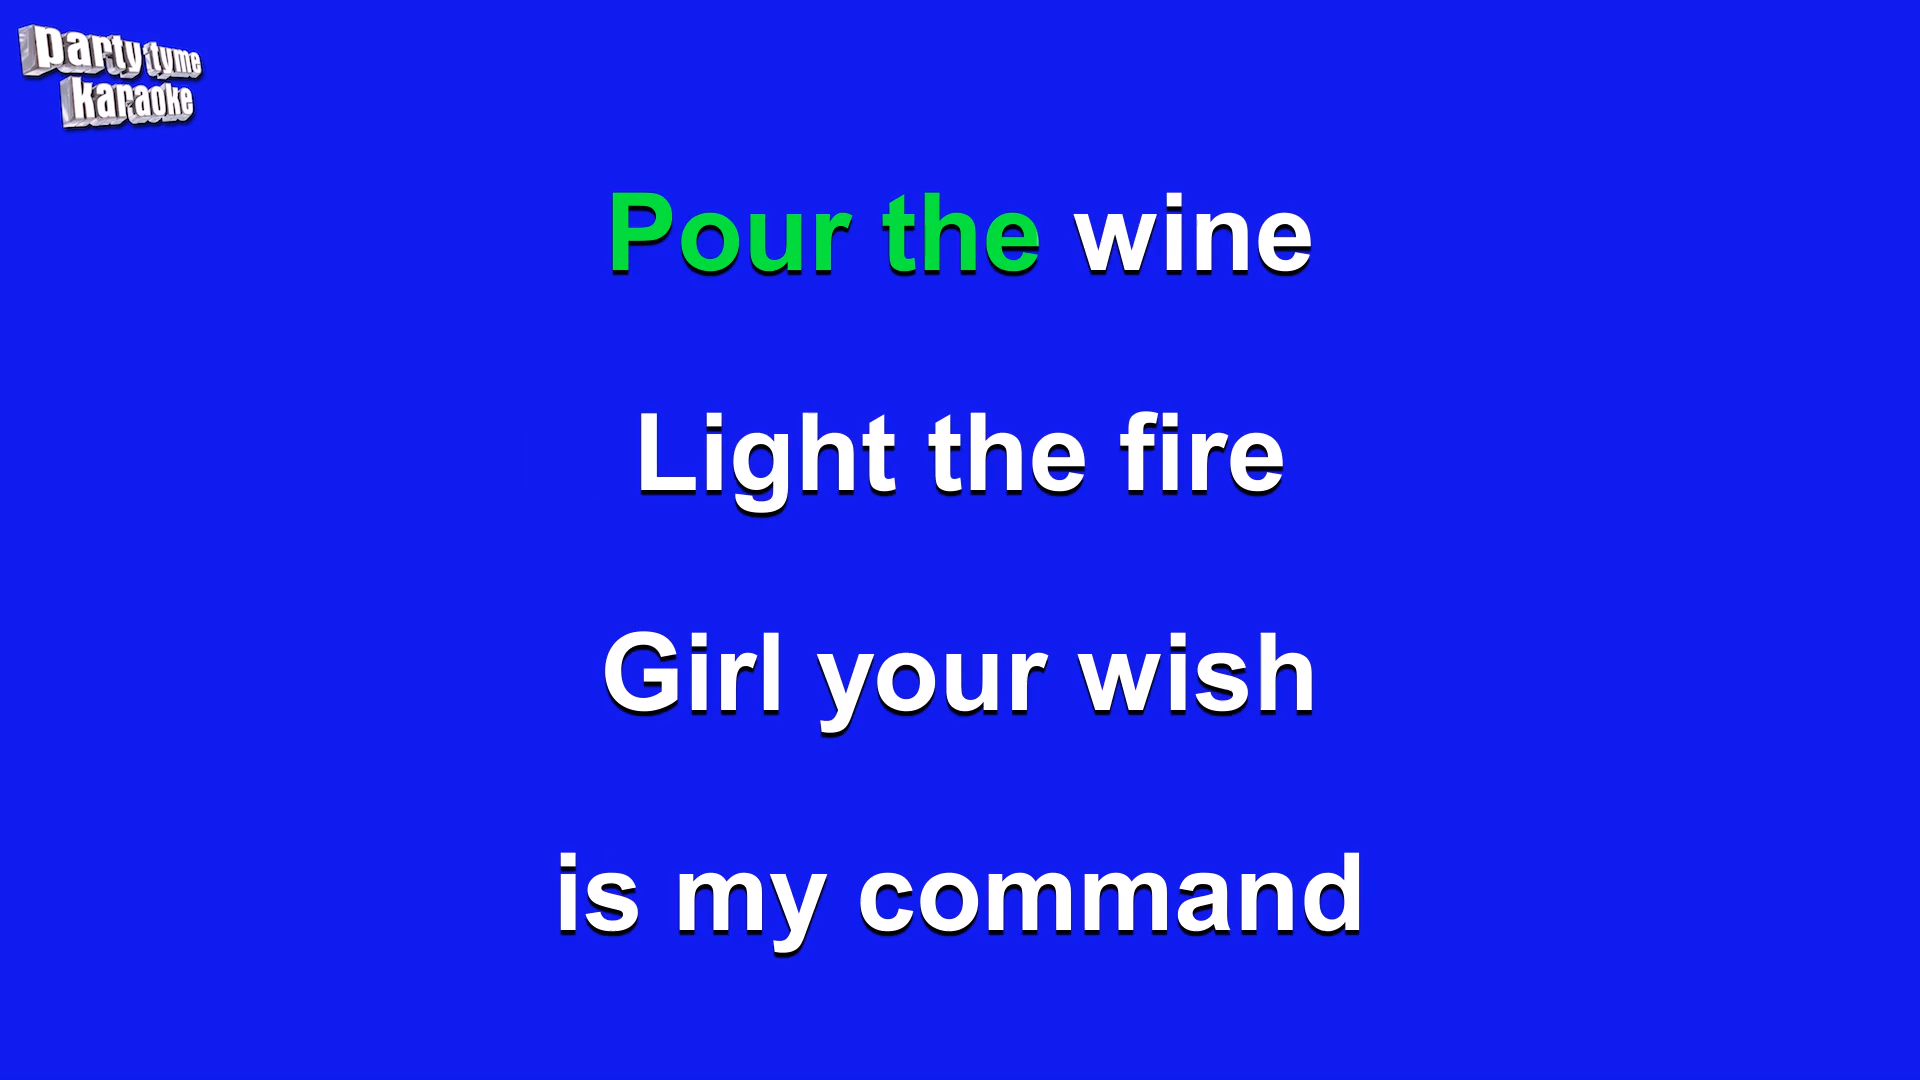 party tyme
karaoke
Pour the wine
Light the fire
Girl your wish
is my command